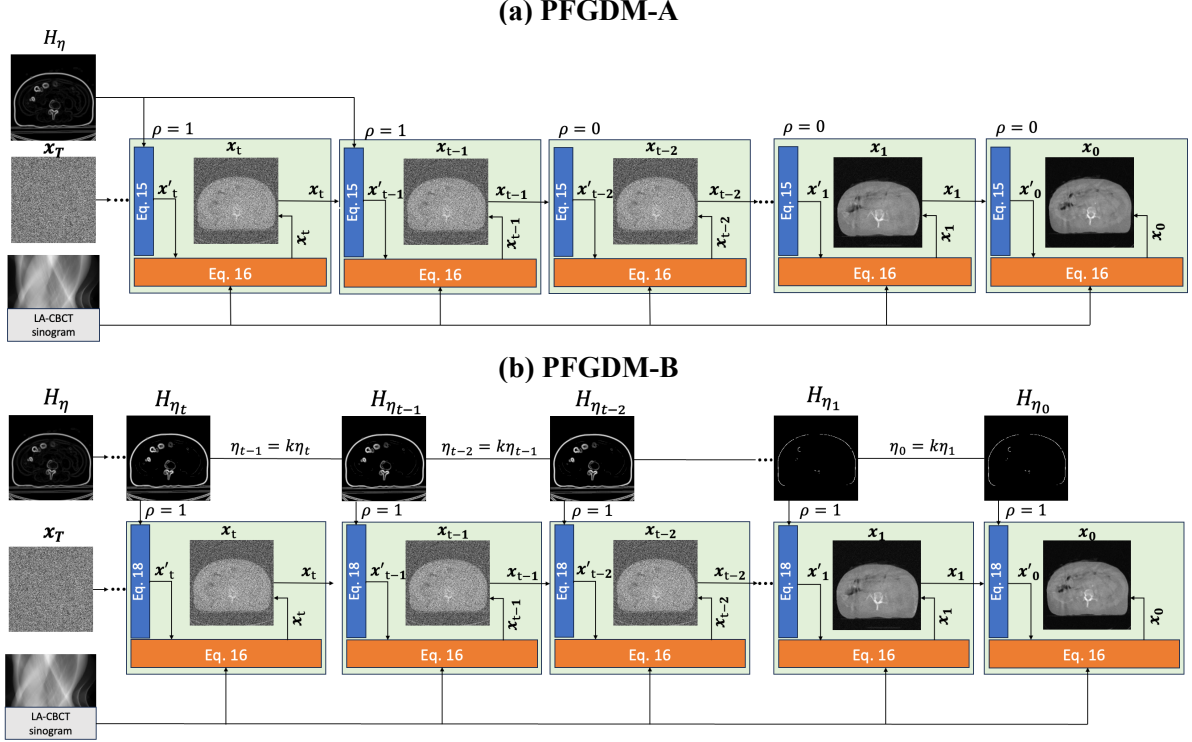 (a) PFGDM-A
H_η
ρ = 1
ρ = 1
ρ = 0
ρ = 0
ρ = 0
x_T
x_t
x_{t-1}
x_{t-2}
x_1
x_0
Eq. 15
x'_t
x_t
Eq. 15
x'_{t-1}
x_{t-1}
Eq. 15
x'_{t-2}
x_{t-2}
Eq. 15
x'_1
x_1
Eq. 15
x'_0
x_t
x_{t-1}
x_{t-2}
x_1
x_0
...
...
Eq. 16
Eq. 16
Eq. 16
Eq. 16
Eq. 16
LA-CBCT
sinogram
(b) PFGDM-B
H_η
H_{η_t}
H_{η_{t-1}}
H_{η_{t-2}}
H_{η_1}
H_{η_0}
...
η_{t-1} = kη_t
η_{t-2} = kη_{t-1}
...
η_0 = kη_1
ρ = 1
ρ = 1
ρ = 1
ρ = 1
ρ = 1
x_T
x_t
x_{t-1}
x_{t-2}
x_1
x_0
Eq. 18
x'_t
x_t
Eq. 18
x'_{t-1}
x_{t-1}
Eq. 18
x'_{t-2}
x_{t-2}
Eq. 18
x'_1
x_1
Eq. 18
x'_0
x_t
x_{t-1}
x_{t-2}
x_1
x_0
...
...
Eq. 16
Eq. 16
Eq. 16
Eq. 16
Eq. 16
LA-CBCT
sinogram